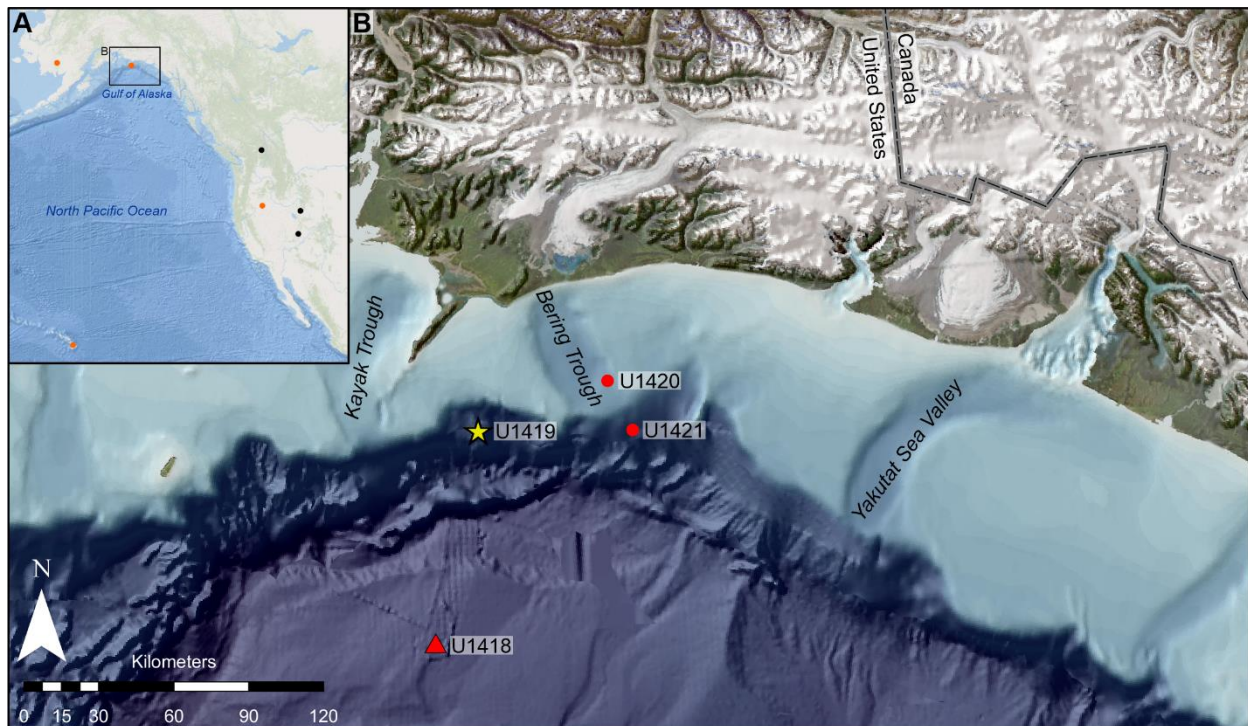 A
B
Gulf of Alaska
North Pacific Ocean
B
Canada
United States
Kayak Trough
Bering Trough
U1420
U1419
U1421
Yakutat Sea Valley
N
U1418
Kilometers
0 15 30 60 90 120